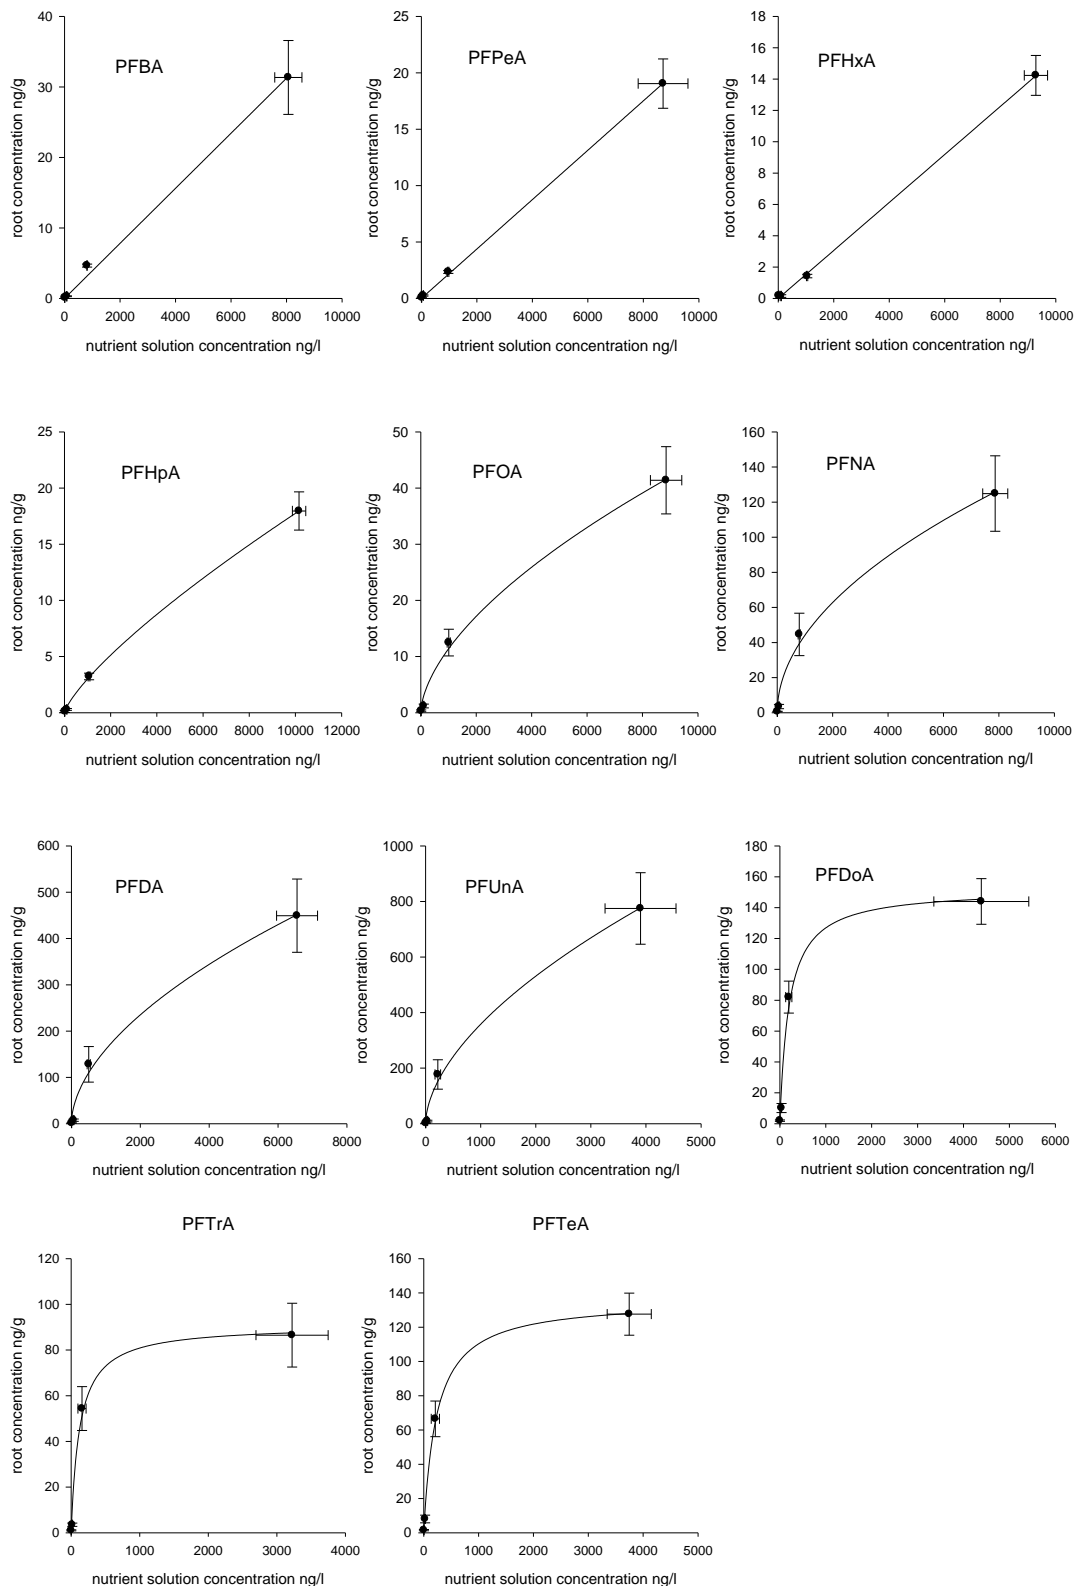 PFBA
root concentration ng/g
40
30
20
10
0
0 2000 4000 6000 8000 10000
nutrient solution concentration ng/l
PFPeA
root concentration ng/g
25
20
15
10
5
0
0 2000 4000 6000 8000 10000
nutrient solution concentration ng/l
PFHxA
root concentration ng/g
18
16
14
12
10
8
6
4
2
0
0 2000 4000 6000 8000 10000
nutrient solution concentration ng/l
PFHpA
root concentration ng/g
25
20
15
10
5
0
0 2000 4000 6000 8000 10000 12000
nutrient solution concentration ng/l
PFOA
root concentration ng/g
50
40
30
20
10
0
0 2000 4000 6000 8000 10000
nutrient solution concentration ng/l
PFNA
root concentration ng/g
160
140
120
100
80
60
40
20
0
0 2000 4000 6000 8000 10000
nutrient solution concentration ng/l
PFDA
root concentration ng/g
600
500
400
300
200
100
0
0 2000 4000 6000 8000
nutrient solution concentration ng/l
PFUnA
root concentration ng/g
1000
800
600
400
200
0
0 1000 2000 3000 4000 5000
nutrient solution concentration ng/l
PFDoA
root concentration ng/g
180
160
140
120
100
80
60
40
20
0
0 1000 2000 3000 4000 5000 6000
nutrient solution concentration ng/l
PFTrA
root concentration ng/g
120
100
80
60
40
20
0
0 1000 2000 3000 4000
nutrient solution concentration ng/l
PFTeA
root concentration ng/g
160
140
120
100
80
60
40
20
0
0 1000 2000 3000 4000 5000
nutrient solution concentration ng/l